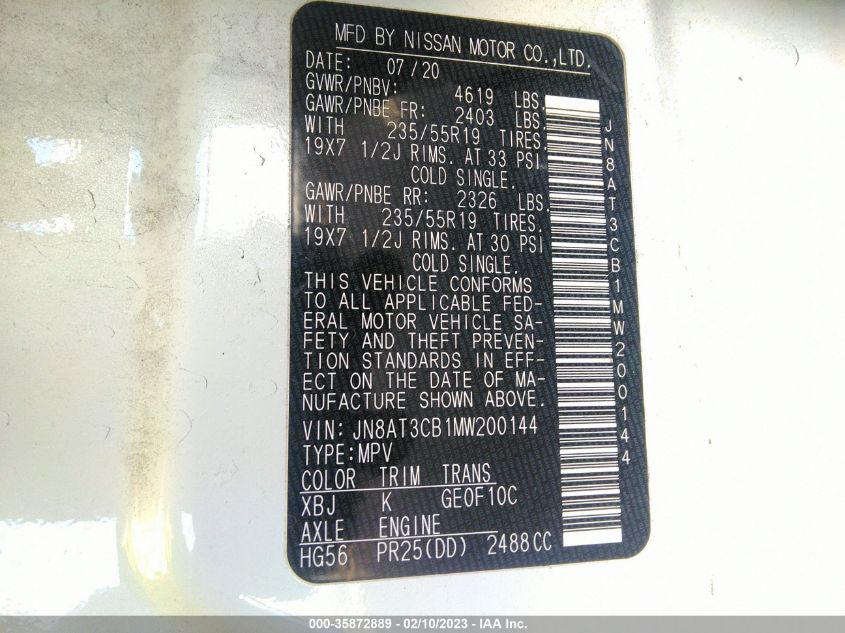 MFD BY NISSAN MOTOR CO.,LTD.
DATE: 07/20
GVWR/PNBV: 4619 LBS.
GAWR/PNBE FR: 2403 LBS.
WITH 235/55R19 TIRES.
19X7 1/2J RIMS. AT 33 PSI
COLD SINGLE.
GAWR/PNBE RR: 2326 LBS.
WITH 235/55R19 TIRES.
19X7 1/2J RIMS. AT 30 PSI
COLD SINGLE.
THIS VEHICLE CONFORMS
TO ALL APPLICABLE FED-
ERAL MOTOR VEHICLE SA-
FETY AND THEFT PREVEN-
TION STANDARDS IN EFF-
ECT ON THE DATE OF MA-
NUFACTURE SHOWN ABOVE.
VIN: JN8AT3CB1MW200144
TYPE:MPV
COLOR TRIM TRANS
XBJ K GE0F10C
AXLE ENGINE
HG56 PR25(DD) 2488CC
JN8AT3CB1MW200144
000-35872889 - 02/10/2023 - IAA Inc.